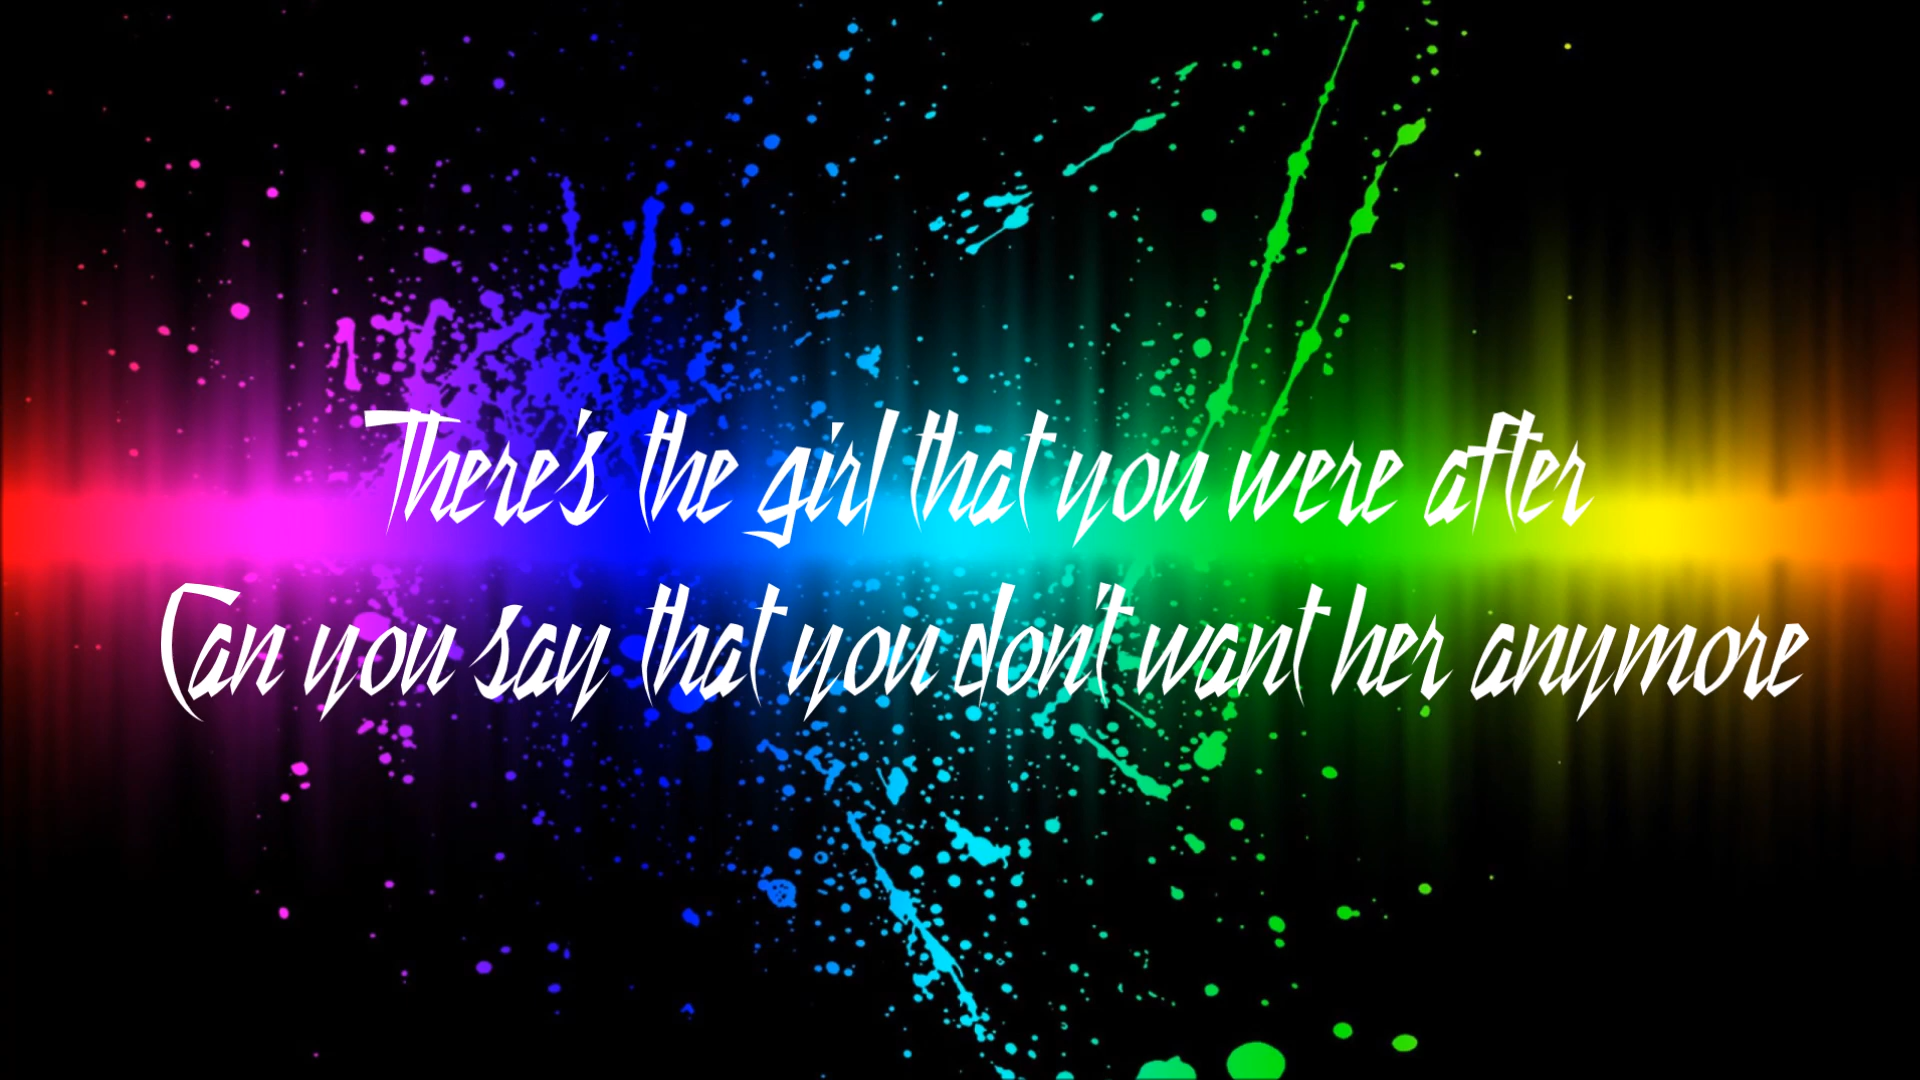 There's the girl that you were after
Can you say that you don't want her anymore